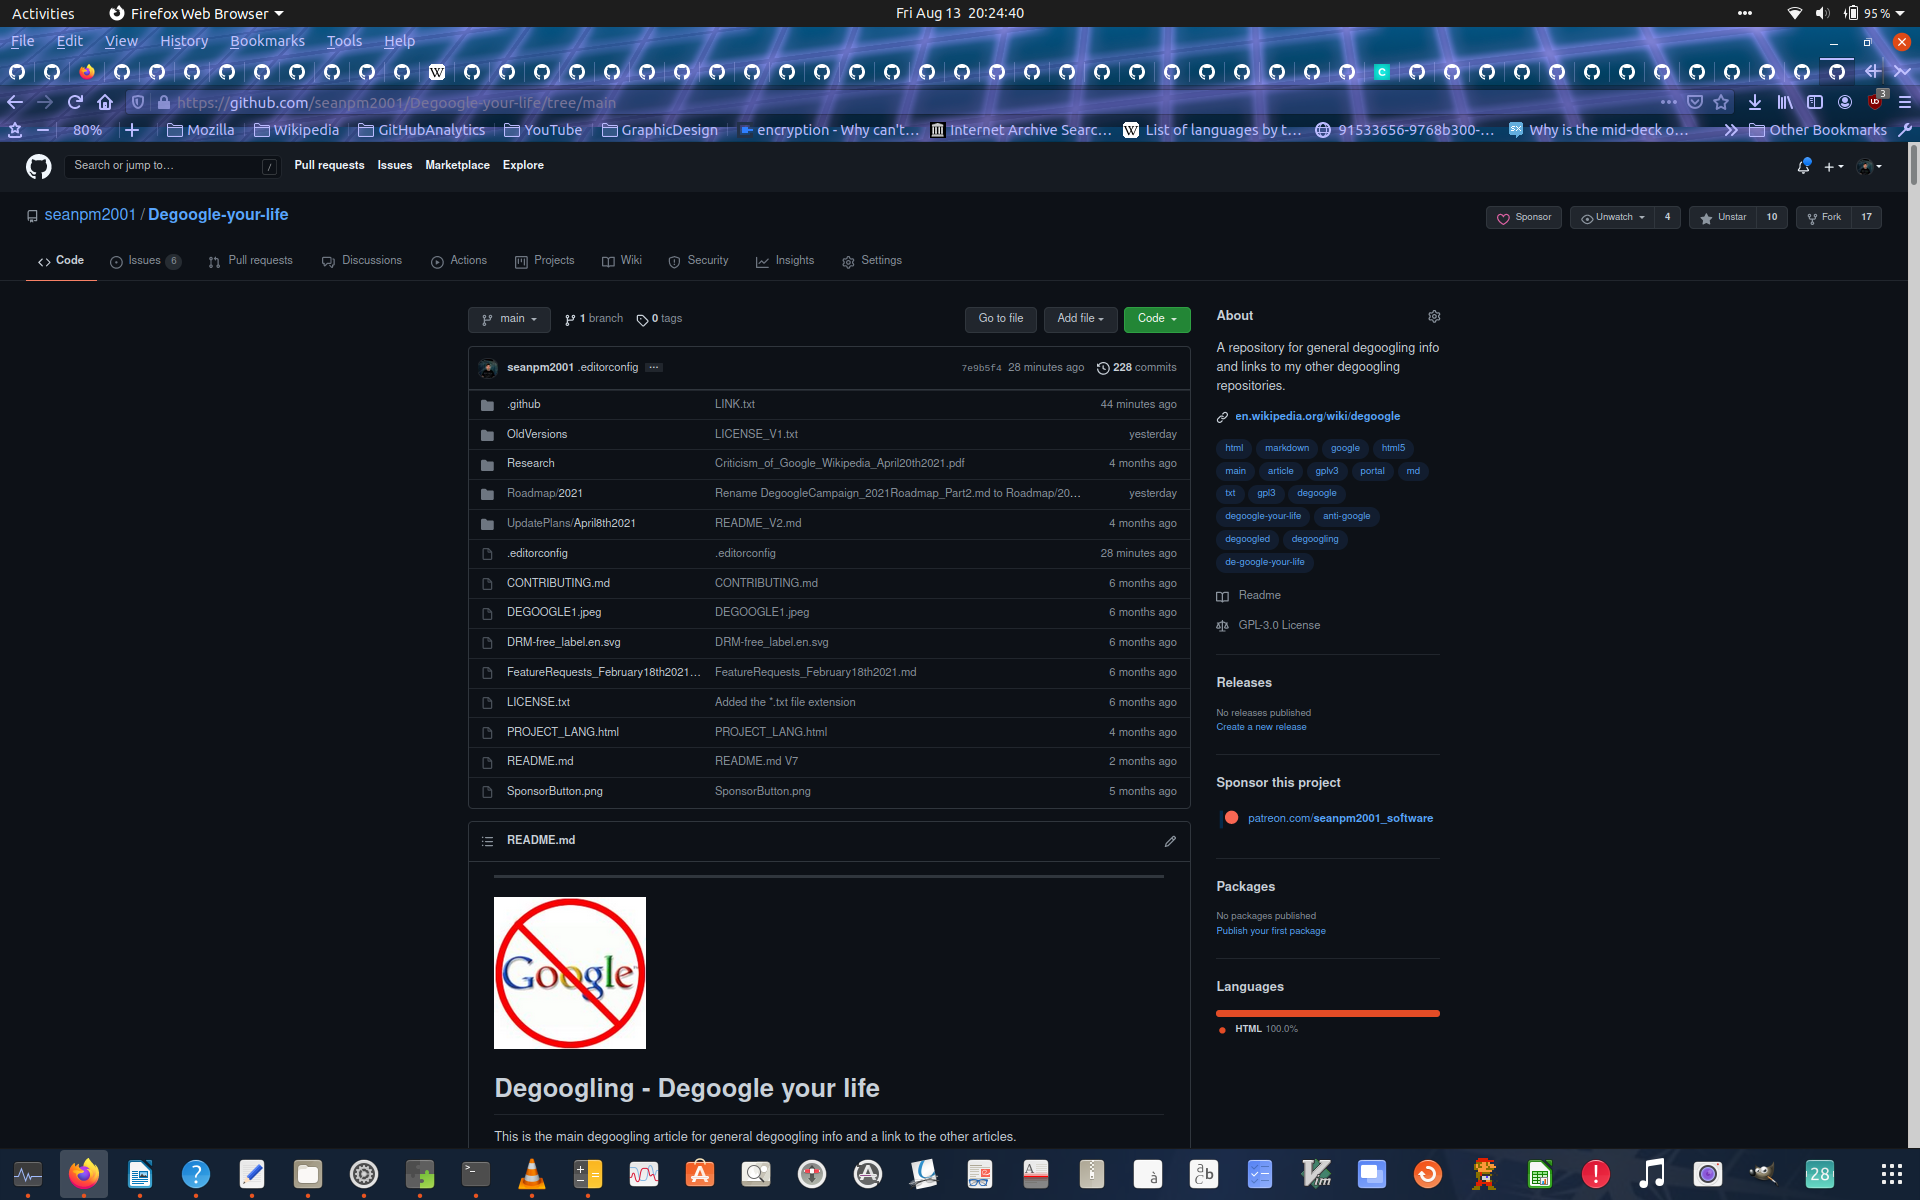 Activities
Firefox Web Browser
Fri Aug 13 20:24:40
95 %
File Edit View History Bookmarks Tools Help
https://github.com/seanpm2001/Degoogle-your-life/tree/main
3
80%
Mozilla
Wikipedia
GitHubAnalytics
YouTube
GraphicDesign
encryption - Why can't…
Internet Archive Searc…
List of languages by t…
91533656-9768b300-…
Why is the mid-deck o…
Other Bookmarks
Search or jump to… /
Pull requests Issues Marketplace Explore
seanpm2001 / Degoogle-your-life
Sponsor
Unwatch 4
Unstar 10
Fork 17
Code
Issues 6
Pull requests
Discussions
Actions
Projects
Wiki
Security
Insights
Settings
main
1 branch
0 tags
Go to file
Add file
Code
seanpm2001 .editorconfig ...
7e9b5f4 28 minutes ago 228 commits
.github LINK.txt 44 minutes ago
OldVersions LICENSE_V1.txt yesterday
Research Criticism_of_Google_Wikipedia_April20th2021.pdf 4 months ago
Roadmap/2021 Rename DegoogleCampaign_2021Roadmap_Part2.md to Roadmap/20… yesterday
UpdatePlans/April8th2021 README_V2.md 4 months ago
.editorconfig .editorconfig 28 minutes ago
CONTRIBUTING.md CONTRIBUTING.md 6 months ago
DEGOOGLE1.jpeg DEGOOGLE1.jpeg 6 months ago
DRM-free_label.en.svg DRM-free_label.en.svg 6 months ago
FeatureRequests_February18th2021… FeatureRequests_February18th2021.md 6 months ago
LICENSE.txt Added the *.txt file extension 6 months ago
PROJECT_LANG.html PROJECT_LANG.html 4 months ago
README.md README.md V7 2 months ago
SponsorButton.png SponsorButton.png 5 months ago
README.md
Google
Degoogling - Degoogle your life
This is the main degoogling article for general degoogling info and a link to the other articles.
About
A repository for general degoogling info
and links to my other degoogling
repositories.
en.wikipedia.org/wiki/degoogle
html markdown google html5
main article gplv3 portal md
txt gpl3 degoogle
degoogle-your-life anti-google
degoogled degoogling
de-google-your-life
Readme
GPL-3.0 License
Releases
No releases published
Create a new release
Sponsor this project
patreon.com/seanpm2001_software
Packages
No packages published
Publish your first package
Languages
HTML 100.0%
28